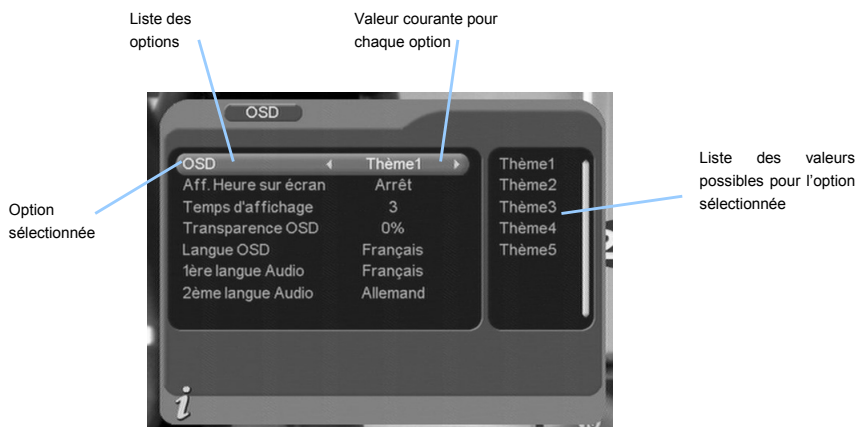 Liste des
options
Valeur courante pour
chaque option
OSD
OSD Thème1
Aff. Heure sur écran Arrêt
Temps d'affichage 3
Transparence OSD 0%
Langue OSD Français
1ère langue Audio Français
2ème langue Audio Allemand
Thème1
Thème2
Thème3
Thème4
Thème5
Option
sélectionnée
Liste des valeurs
possibles pour l'option
sélectionnée
i